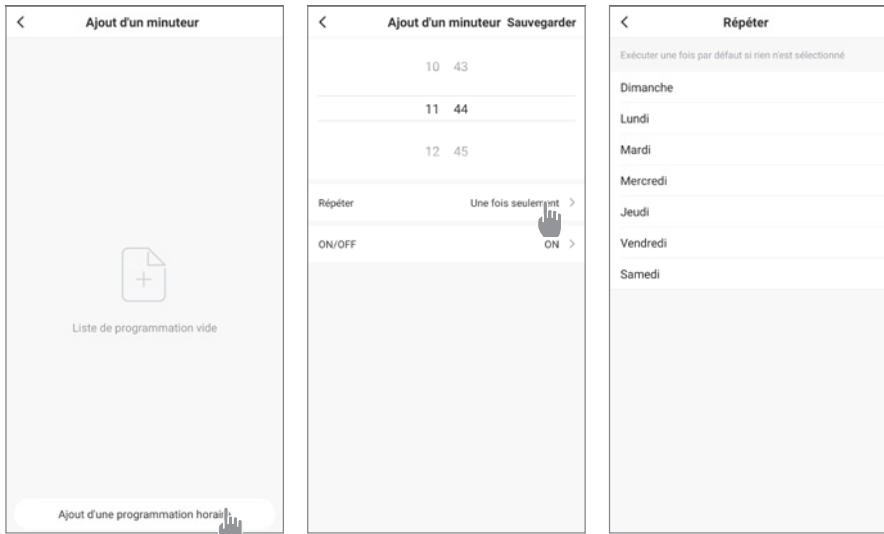 Ajout d'un minuteur
Liste de programmation vide
Ajout d'une programmation horaire
Ajout d'un minuteur Sauvegarder
10 43
11 44
12 45
Répéter Une fois seulement
ON/OFF ON
Répéter
Exécuter une fois par défaut si rien n'est sélectionné
Dimanche
Lundi
Mardi
Mercredi
Jeudi
Vendredi
Samedi